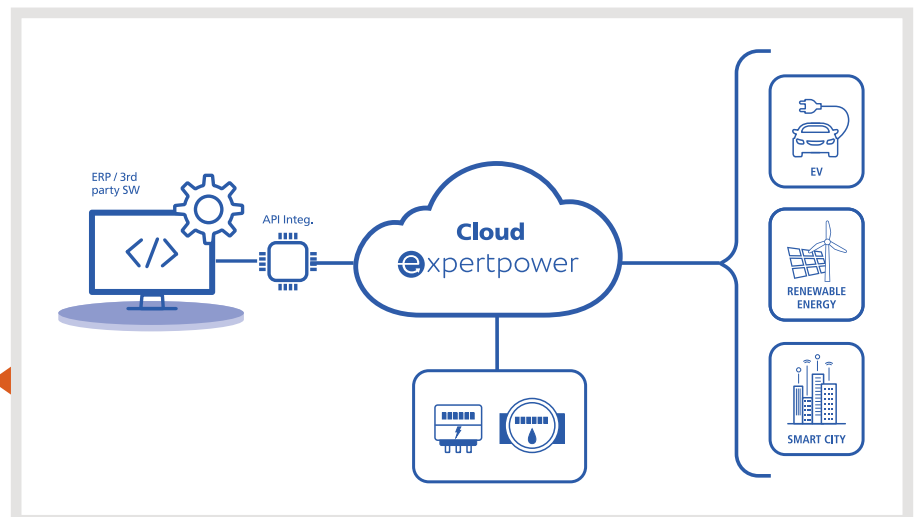 ERP / 3rd
party SW
API Integ.
Cloud
expertpower
EV
RENEWABLE
ENERGY
SMART CITY